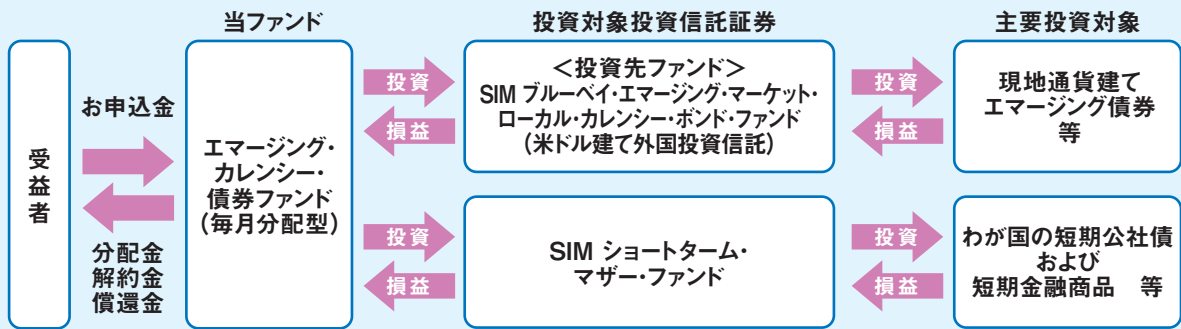 当ファンド
投資対象投資信託証券
主要投資対象
受益者
お申込金
分配金
解約金
償還金
エマージング・
カレンシー・
債券ファンド
(毎月分配型)
投資
損益
<投資先ファンド>
SIM ブルーベイ・エマージング・マーケット・
ローカル・カレンシー・ボンド・ファンド
(米ドル建て外国投資信託)
投資
損益
現地通貨建て
エマージング債券
等
投資
損益
SIM ショートターム・
マザー・ファンド
投資
損益
わが国の短期公社債
および
短期金融商品　等